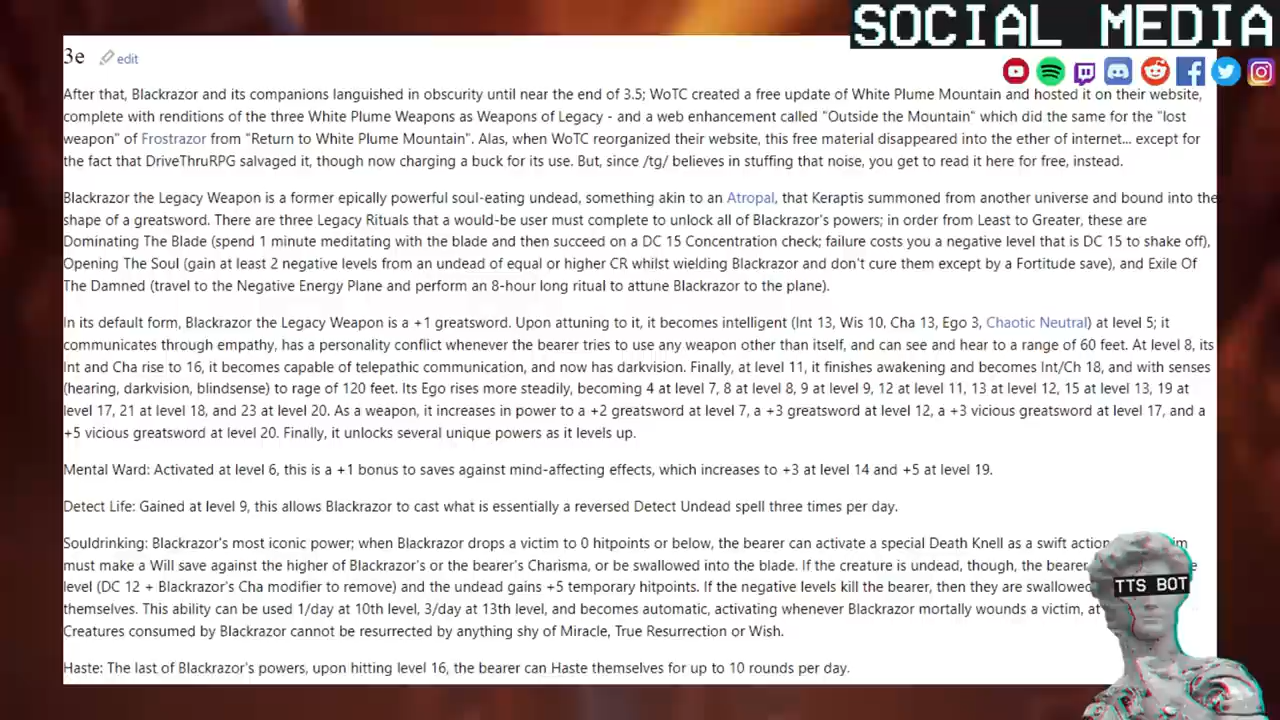 SOCIAL MEDIA
3e edit
After that, Blackrazor and its companions languished in obscurity until near the end of 3.5; WoTC created a free update of White Plume Mountain and hosted it on their website,
complete with renditions of the three White Plume Weapons as Weapons of Legacy - and a web enhancement called "Outside the Mountain" which did the same for the "lost
weapon" of Frostrazor from "Return to White Plume Mountain". Alas, when WoTC reorganized their website, this free material disappeared into the ether of internet... except for
the fact that DriveThruRPG salvaged it, though now charging a buck for its use. But, since /tg/ believes in stuffing that noise, you get to read it here for free, instead.
Blackrazor the Legacy Weapon is a former epically powerful soul-eating undead, something akin to an Atropal, that Keraptis summoned from another universe and bound into the
shape of a greatsword. There are three Legacy Rituals that a would-be user must complete to unlock all of Blackrazor's powers; in order from Least to Greater, these are
Dominating The Blade (spend 1 minute meditating with the blade and then succeed on a DC 15 Concentration check; failure costs you a negative level that is DC 15 to shake off),
Opening The Soul (gain at least 2 negative levels from an undead of equal or higher CR whilst wielding Blackrazor and don't cure them except by a Fortitude save), and Exile Of
The Damned (travel to the Negative Energy Plane and perform an 8-hour long ritual to attune Blackrazor to the plane).
In its default form, Blackrazor the Legacy Weapon is a +1 greatsword. Upon attuning to it, it becomes intelligent (Int 13, Wis 10, Cha 13, Ego 3, Chaotic Neutral) at level 5; it
communicates through empathy, has a personality conflict whenever the bearer tries to use any weapon other than itself, and can see and hear to a range of 60 feet. At level 8, its
Int and Cha rise to 16, it becomes capable of telepathic communication, and now has darkvision. Finally, at level 11, it finishes awakening and becomes Int/Ch 18, and with senses
(hearing, darkvision, blindsense) to rage of 120 feet. Its Ego rises more steadily, becoming 4 at level 7, 8 at level 8, 9 at level 9, 12 at level 11, 13 at level 12, 15 at level 13, 19 at
level 17, 21 at level 18, and 23 at level 20. As a weapon, it increases in power to a +2 greatsword at level 7, a +3 greatsword at level 12, a +3 vicious greatsword at level 17, and a
+5 vicious greatsword at level 20. Finally, it unlocks several unique powers as it levels up.
Mental Ward: Activated at level 6, this is a +1 bonus to saves against mind-affecting effects, which increases to +3 at level 14 and +5 at level 19.
Detect Life: Gained at level 9, this allows Blackrazor to cast what is essentially a reversed Detect Undead spell three times per day.
Souldrinking: Blackrazor's most iconic power; when Blackrazor drops a victim to 0 hitpoints or below, the bearer can activate a special Death Knell as a swift action
must make a Will save against the higher of Blackrazor's or the bearer's Charisma, or be swallowed into the blade. If the creature is undead, though, the bearer
level (DC 12 + Blackrazor's Cha modifier to remove) and the undead gains +5 temporary hitpoints. If the negative levels kill the bearer, then they are swallowed
themselves. This ability can be used 1/day at 10th level, 3/day at 13th level, and becomes automatic, activating whenever Blackrazor mortally wounds a victim, at
Creatures consumed by Blackrazor cannot be resurrected by anything shy of Miracle, True Resurrection or Wish.
Haste: The last of Blackrazor's powers, upon hitting level 16, the bearer can Haste themselves for up to 10 rounds per day.
TTS BOT